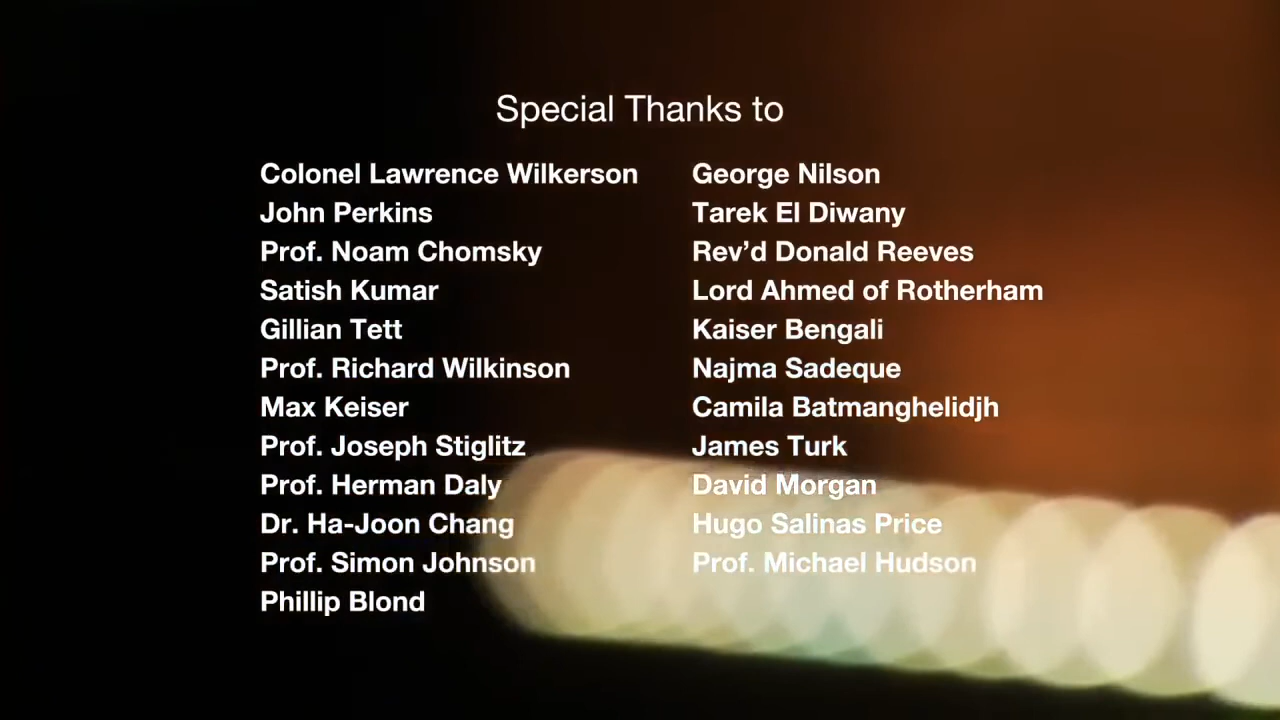 Special Thanks to
Colonel Lawrence Wilkerson
John Perkins
Prof. Noam Chomsky
Satish Kumar
Gillian Tett
Prof. Richard Wilkinson
Max Keiser
Prof. Joseph Stiglitz
Prof. Herman Daly
Dr. Ha-Joon Chang
Prof. Simon Johnson
Phillip Blond
George Nilson
Tarek El Diwany
Rev’d Donald Reeves
Lord Ahmed of Rotherham
Kaiser Bengali
Najma Sadeque
Camila Batmanghelidjh
James Turk
David Morgan
Hugo Salinas Price
Prof. Michael Hudson